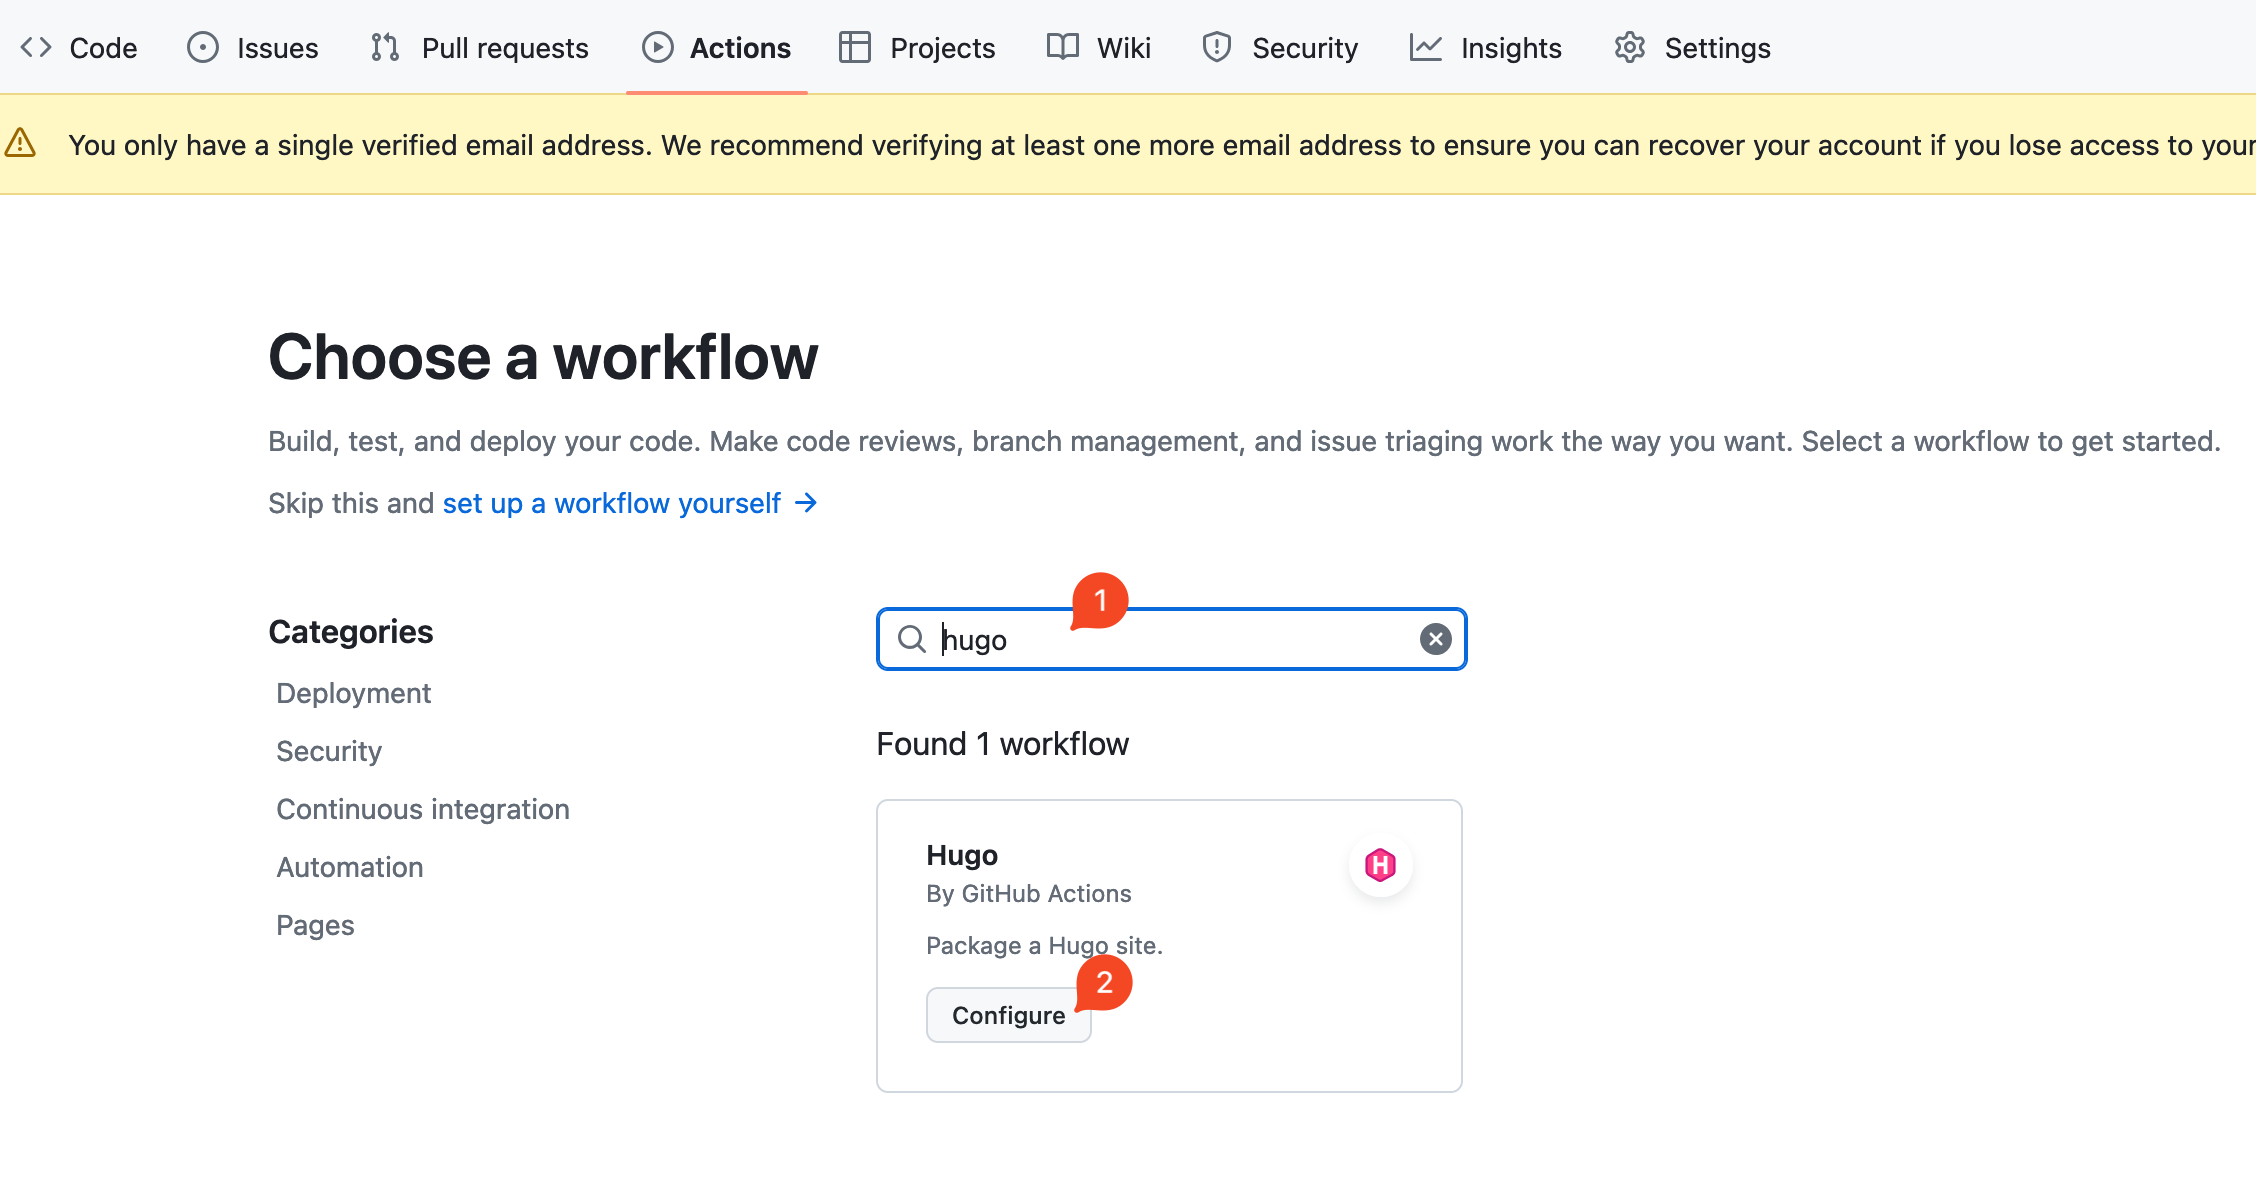 Code Issues Pull requests Actions Projects Wiki Security Insights Settings
You only have a single verified email address. We recommend verifying at least one more email address to ensure you can recover your account if you lose access to your
Choose a workflow
Build, test, and deploy your code. Make code reviews, branch management, and issue triaging work the way you want. Select a workflow to get started.
Skip this and set up a workflow yourself →
Categories
Deployment
Security
Continuous integration
Automation
Pages
1
hugo
Found 1 workflow
Hugo
H
By GitHub Actions
Package a Hugo site.
2
Configure